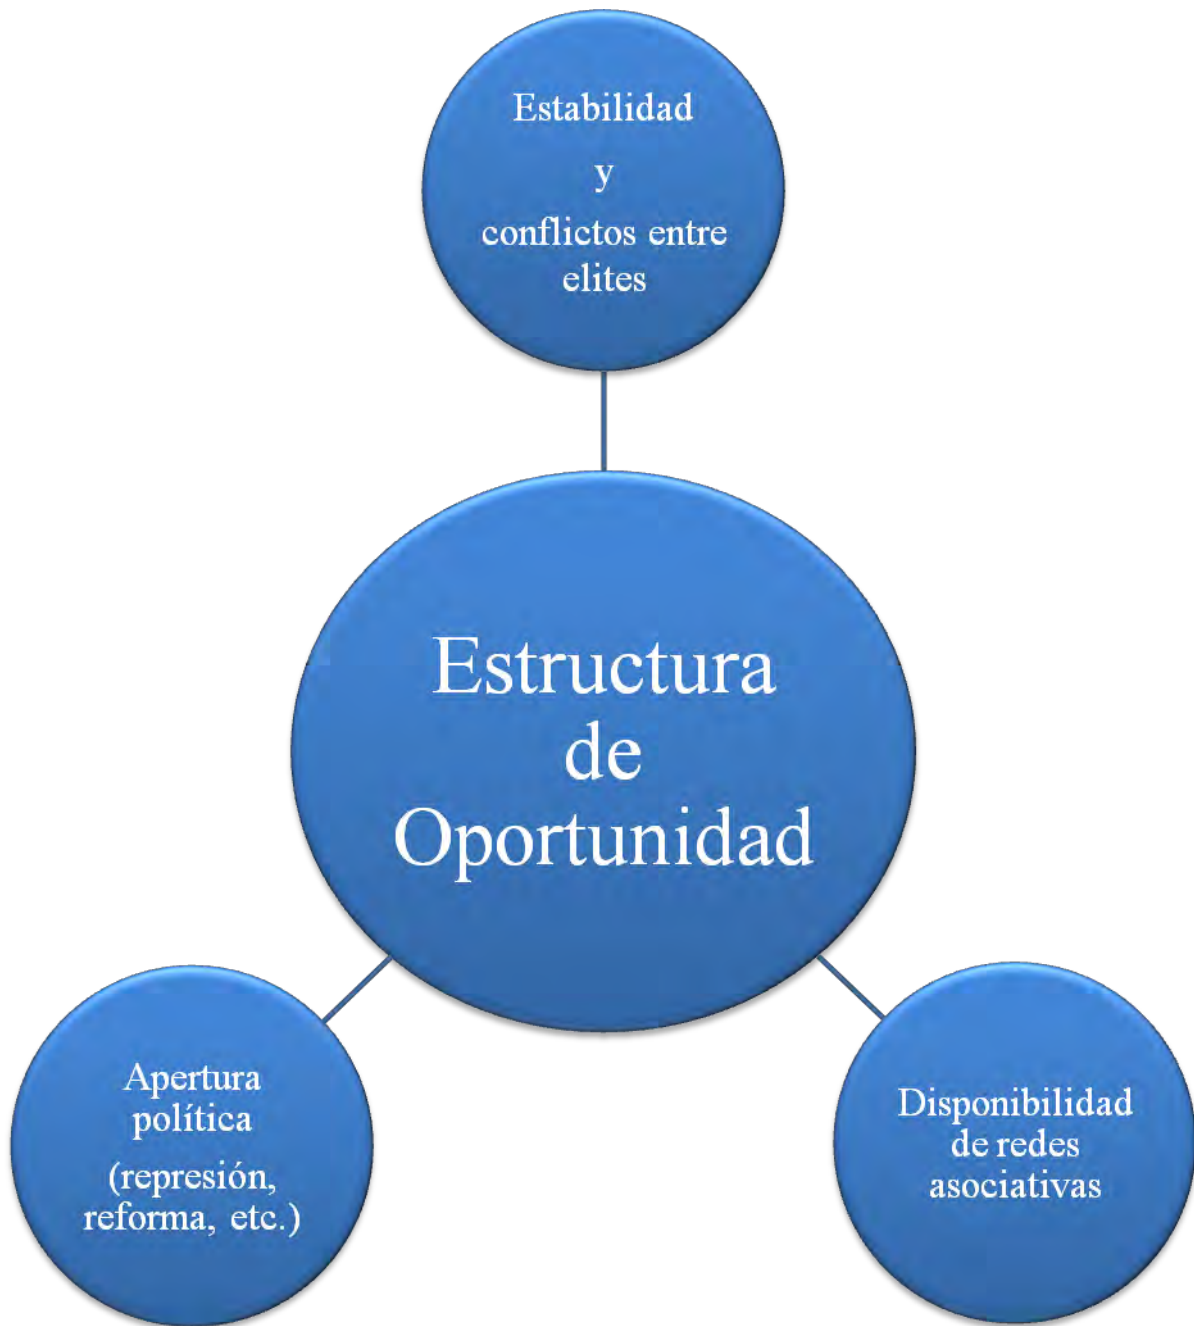 Estabilidad
y
conflictos entre
elites
Estructura
de
Oportunidad
Apertura
política
(represión,
reforma, etc.)
Disponibilidad
de redes
asociativas